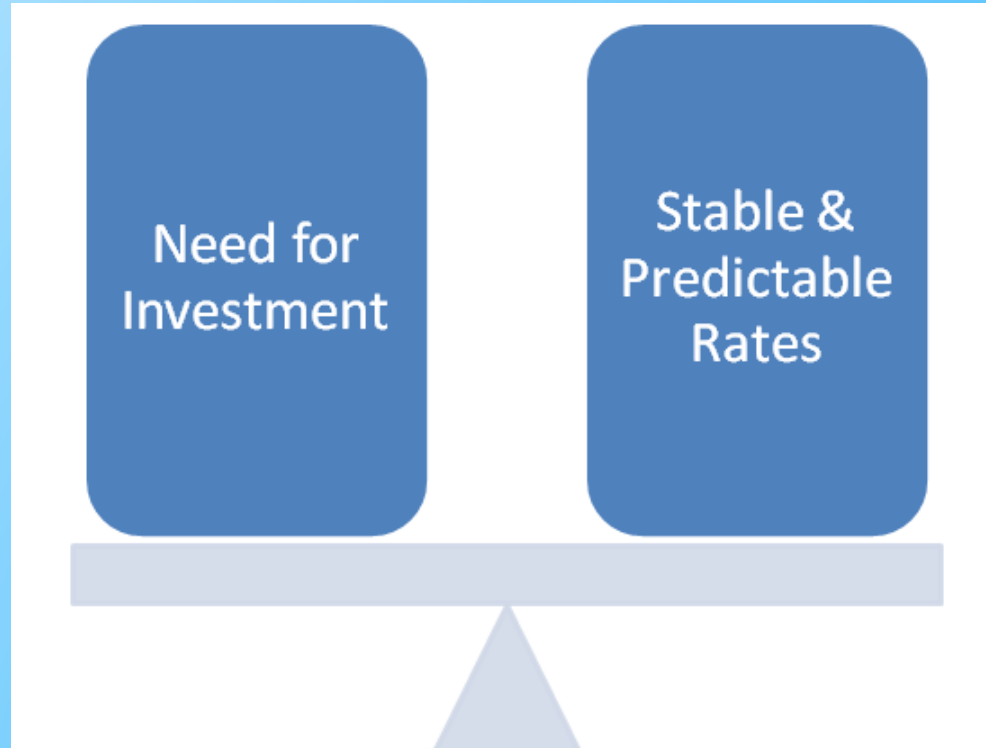 Need for
Investment
Stable &
Predictable
Rates